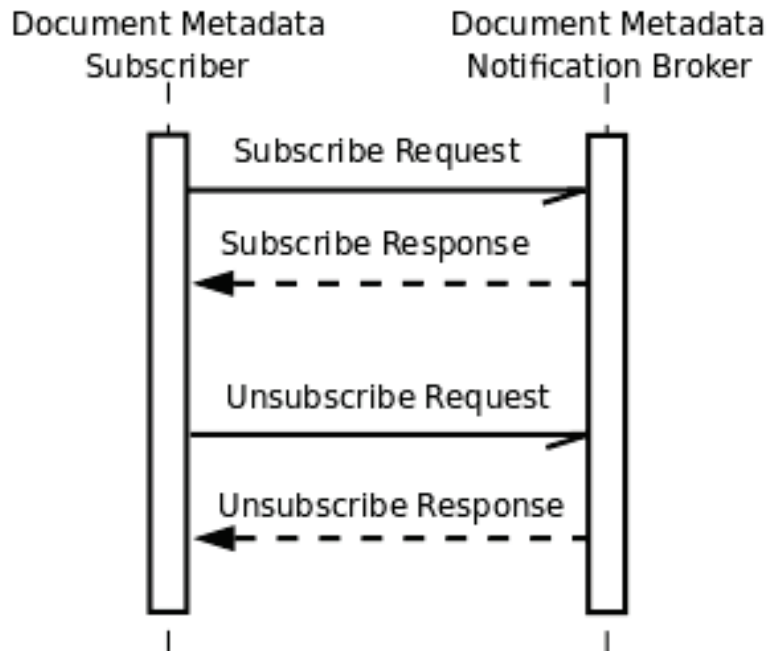 Document Metadata
Subscriber
Document Metadata
Notification Broker
Subscribe Request
Subscribe Response
Unsubscribe Request
Unsubscribe Response